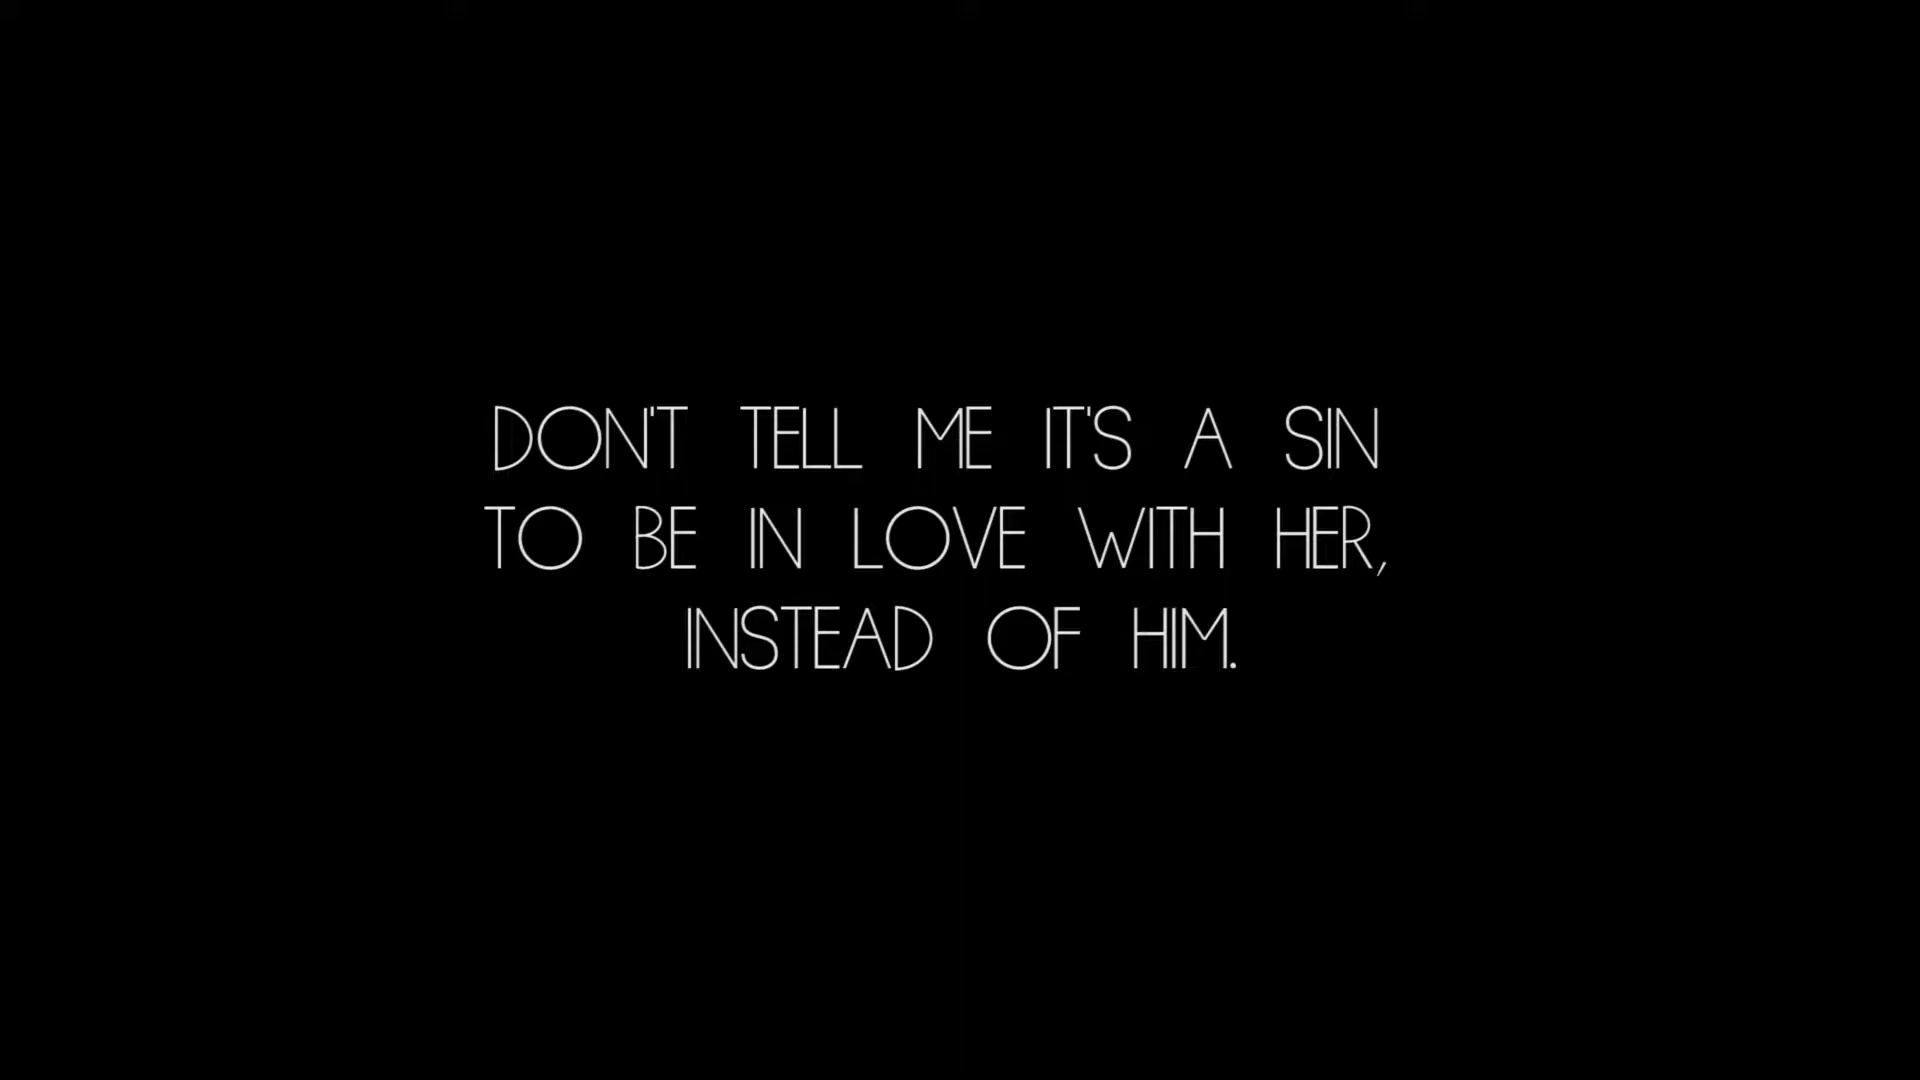 DON'T TELL ME IT'S A SIN
TO BE IN LOVE WITH HER,
INSTEAD OF HIM.